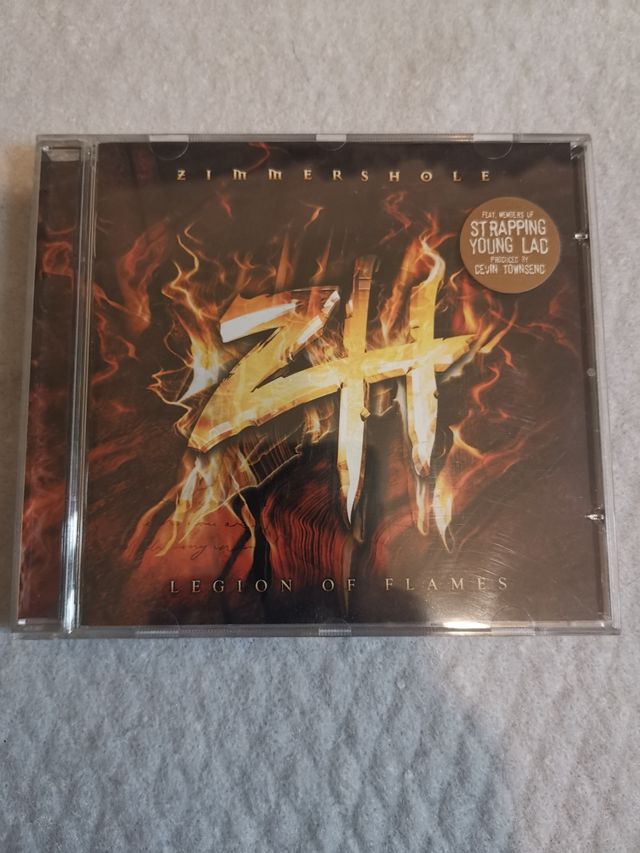 ZIMMERSHOLE
FEAT. MEMBERS OF
STRAPPING
YOUNG LAD
PRODUCED BY
DEVIN TOWNSEND
ZH
LEGION OF FLAMES